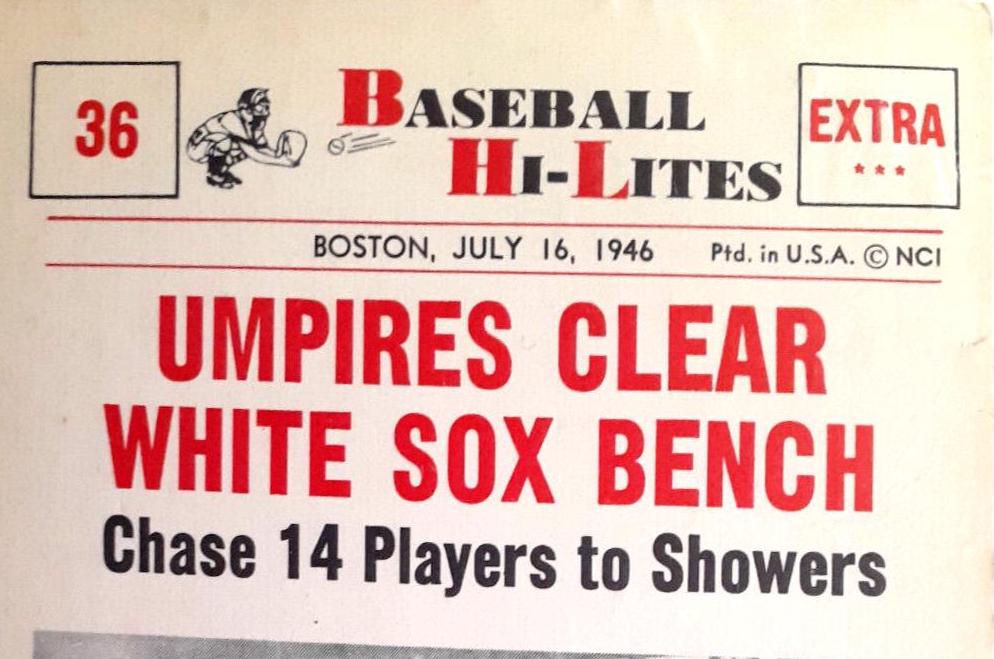 36
BASEBALL
HI-LITES
EXTRA
★ ★ ★
BOSTON, JULY 16, 1946 Ptd. in U.S.A. © NCI
UMPIRES CLEAR
WHITE SOX BENCH
Chase 14 Players to Showers